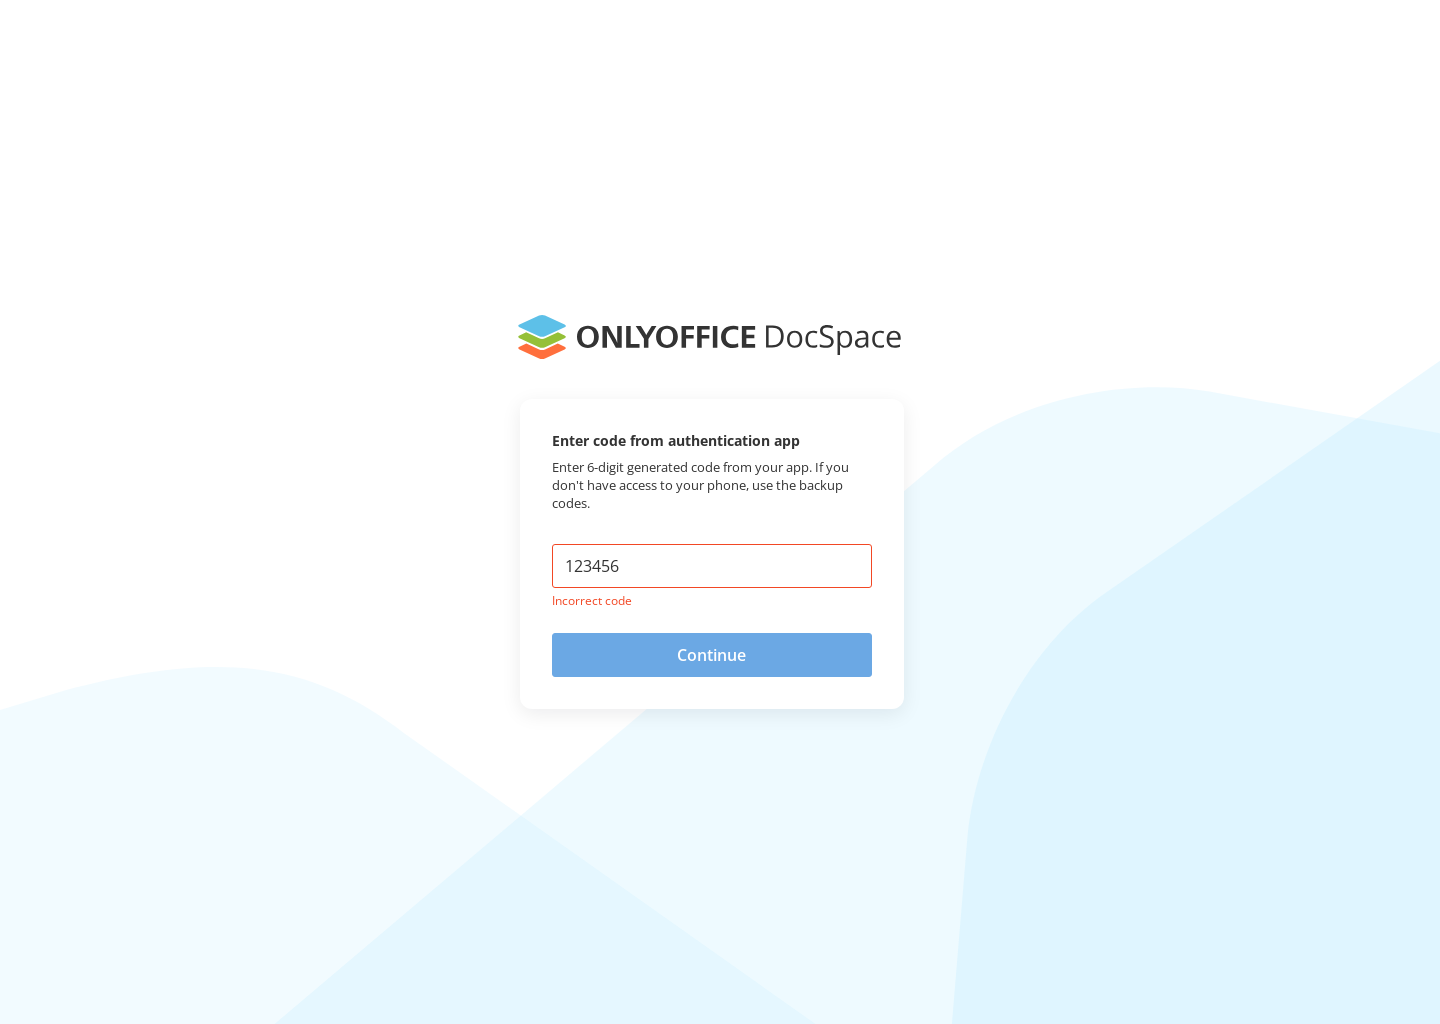 ONLYOFFICE DocSpace
Enter code from authentication app
Enter 6-digit generated code from your app. If you
don't have access to your phone, use the backup
codes.
123456
Incorrect code
Continue